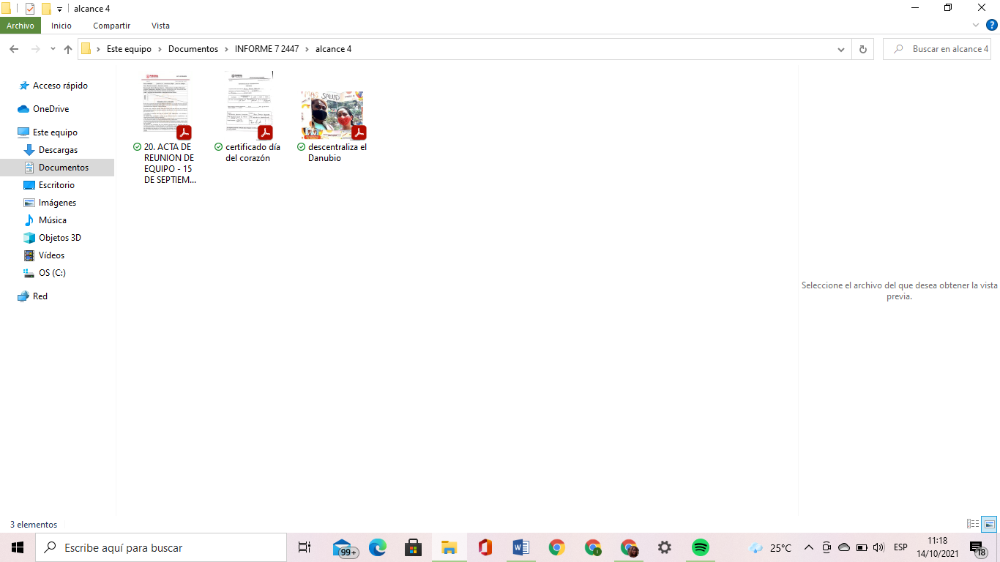 alcance 4
Archivo Inicio Compartir Vista
Este equipo Documentos INFORME 7 2447 alcance 4
Buscar en alcance 4
Acceso rápido
OneDrive
Este equipo
Descargas
Documentos
Escritorio
Imágenes
Música
Objetos 3D
Vídeos
OS (C:)
Red
20. ACTA DE
REUNION DE
EQUIPO - 15
DE SEPTIEM...
certificado día
del corazón
MAS SALUD
descentraliza el
Danubio
Seleccione el archivo del que desea obtener la vista
previa.
3 elementos
Escribe aquí para buscar
99+
25°C
ESP
11:18
14/10/2021
18